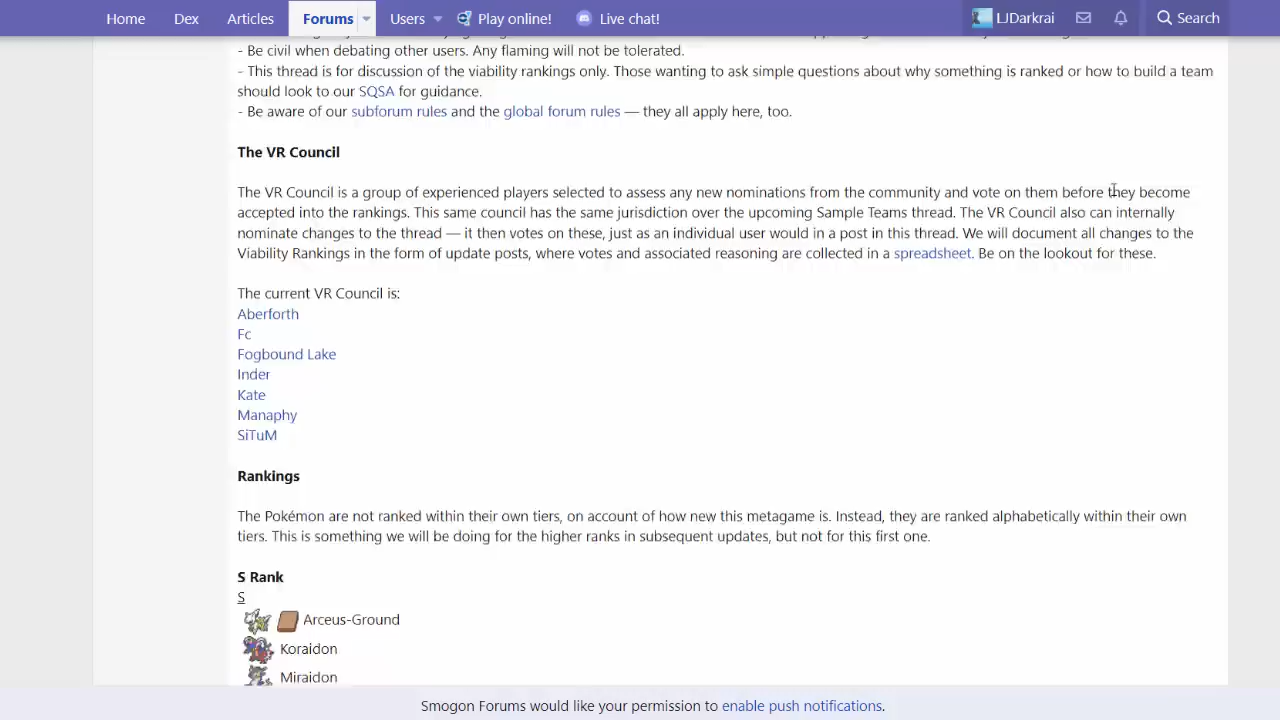 Home Dex Articles Forums Users Play online! Live chat! LJDarkrai Search
- Be civil when debating other users. Any flaming will not be tolerated.
- This thread is for discussion of the viability rankings only. Those wanting to ask simple questions about why something is ranked or how to build a team
should look to our SQSA for guidance.
- Be aware of our subforum rules and the global forum rules — they all apply here, too.
The VR Council
The VR Council is a group of experienced players selected to assess any new nominations from the community and vote on them before they become
accepted into the rankings. This same council has the same jurisdiction over the upcoming Sample Teams thread. The VR Council also can internally
nominate changes to the thread — it then votes on these, just as an individual user would in a post in this thread. We will document all changes to the
Viability Rankings in the form of update posts, where votes and associated reasoning are collected in a spreadsheet. Be on the lookout for these.
The current VR Council is:
Aberforth
Fc
Fogbound Lake
Inder
Kate
Manaphy
SiTuM
Rankings
The Pokémon are not ranked within their own tiers, on account of how new this metagame is. Instead, they are ranked alphabetically within their own
tiers. This is something we will be doing for the higher ranks in subsequent updates, but not for this first one.
S Rank
S
Arceus-Ground
Koraidon
Miraidon
Smogon Forums would like your permission to enable push notifications.